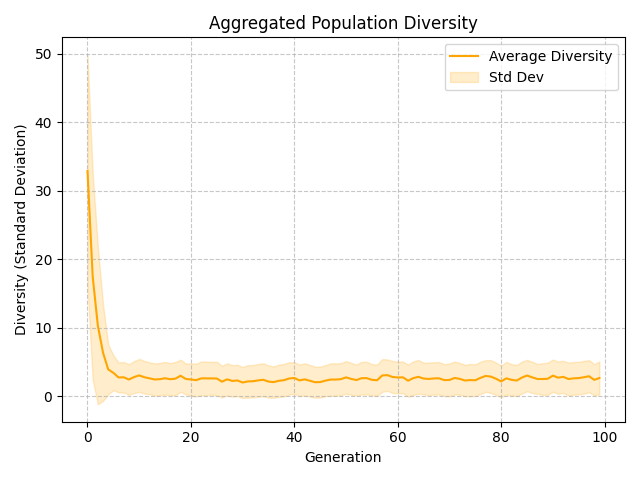 Aggregated Population Diversity
Average Diversity
Std Dev
Diversity (Standard Deviation)
50
40
30
20
10
0
0 20 40 60 80 100
Generation